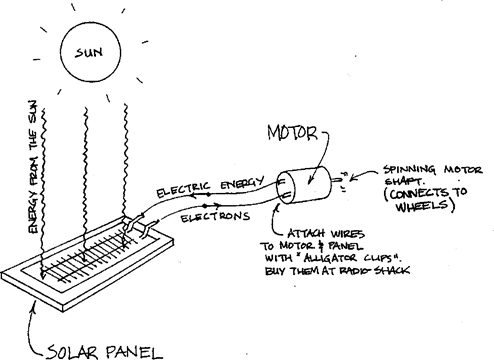 SUN
ENERGY FROM THE SUN
MOTOR
ELECTRIC ENERGY
ELECTRONS
SPINNING MOTOR
SHAFT.
(CONNECTS TO
WHEELS)
ATTACH WIRES
TO MOTOR & PANEL
WITH "ALLIGATOR CLIPS".
BUY THEM AT RADIO SHACK
SOLAR PANEL